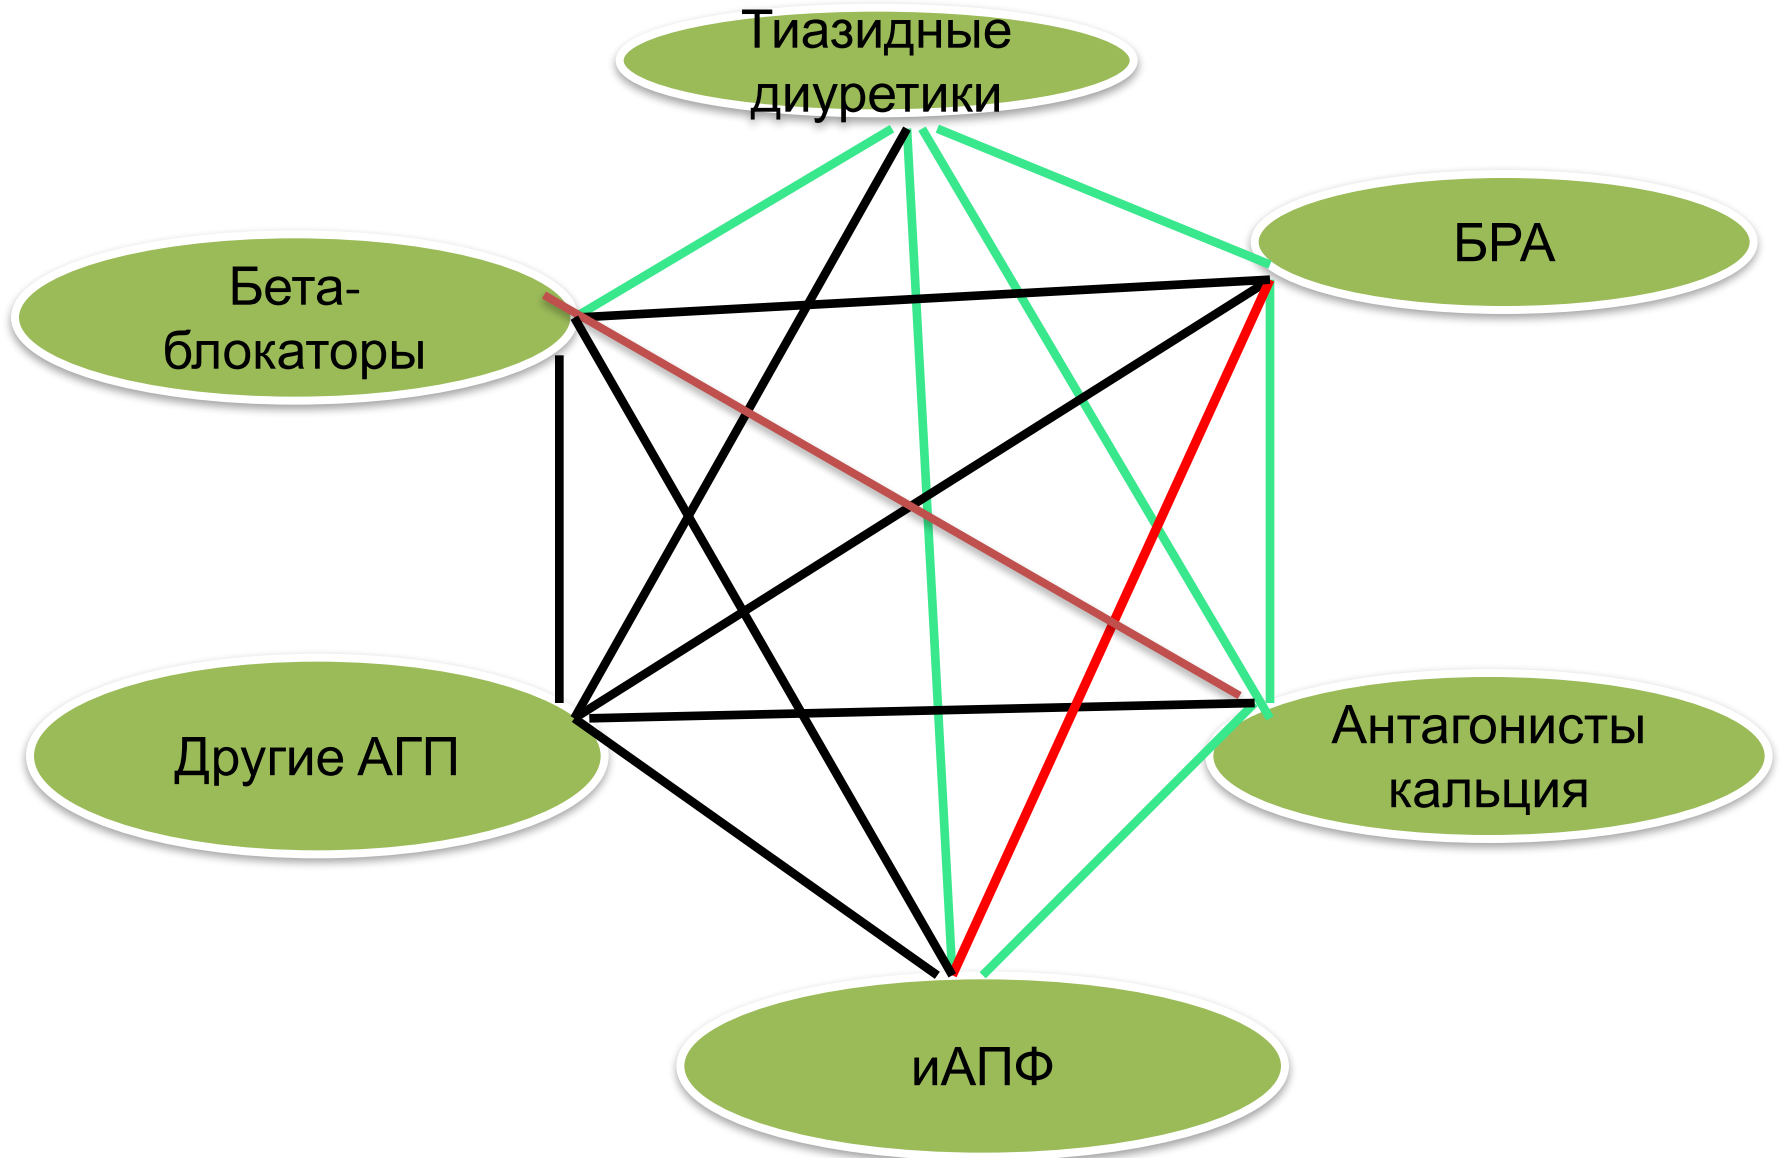 Тиазидные
диуретики
БРА
Бета-
блокаторы
Антагонисты
кальция
Другие АГП
иАПФ